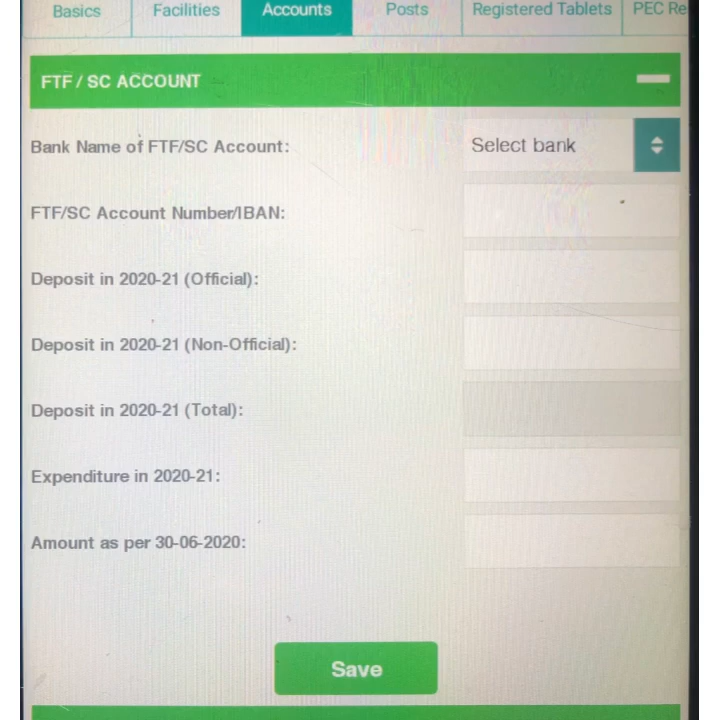 Basics Facilities Accounts Posts Registered Tablets PEC Re
FTF / SC ACCOUNT
Bank Name of FTF/SC Account: Select bank
FTF/SC Account Number/IBAN:
Deposit in 2020-21 (Official):
Deposit in 2020-21 (Non-Official):
Deposit in 2020-21 (Total):
Expenditure in 2020-21:
Amount as per 30-06-2020:
Save